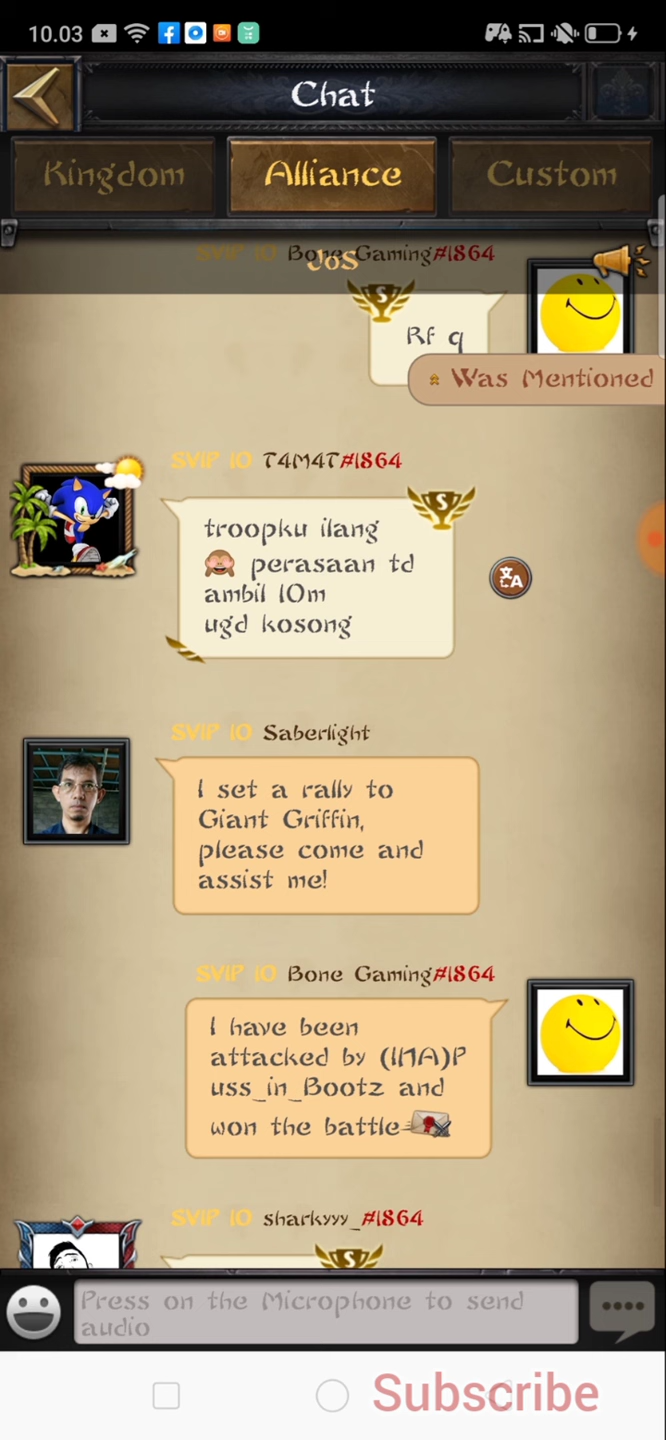 10.03
Chat
Kingdom
Alliance
Custom
SVIP 10 Bone Gaming#1864
JoS
Rf q
Was Mentioned
SVIP 10 T4M4T#1864
troopku ilang
🙈 perasaan td
ambil 10m
ugd kosong
SVIP 10 Saberlight
I set a rally to
Giant Griffin,
please come and
assist me!
SVIP 10 Bone Gaming#1864
I have been
attacked by (INA)P
uss_in_Bootz and
won the battle
SVIP 10 sharkyyy_#1864
Press on the Microphone to send
audio
Subscribe